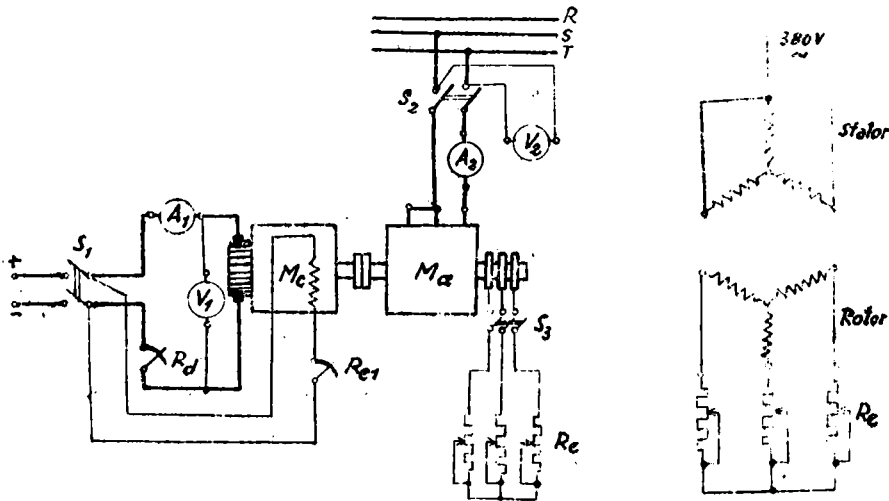 R
S
T
380V
~
S2
V2
Stator
A2
A1
S1
+
-
V1
Mc
Ma
Rd
Re1
S3
Rotor
Re
Re